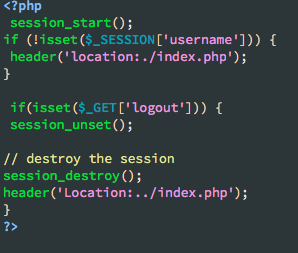 <?php
 session_start();
if (!isset($_SESSION['username'])) {
 header('location:./index.php');
}

 if(isset($_GET['logout'])) {
 session_unset();

// destroy the session
session_destroy();
header('Location:../index.php');
}
?>